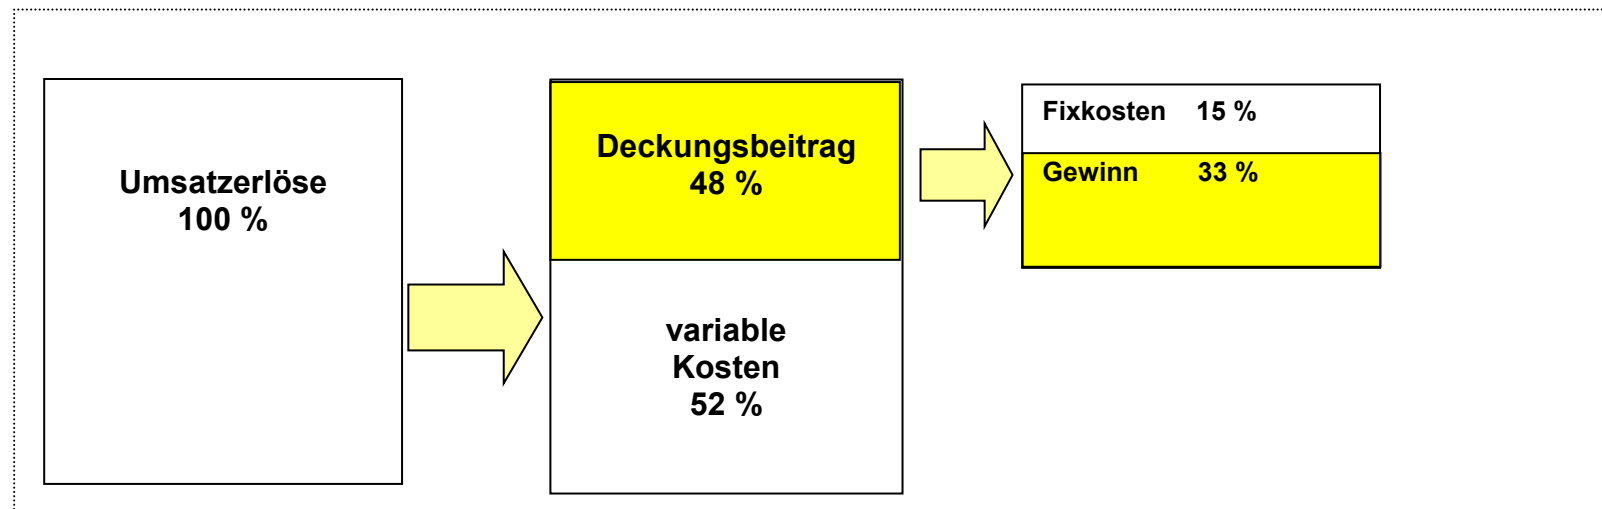 Umsatzerlöse
100 %
Deckungsbeitrag
48 %
variable
Kosten
52 %
Fixkosten 15 %
Gewinn 33 %